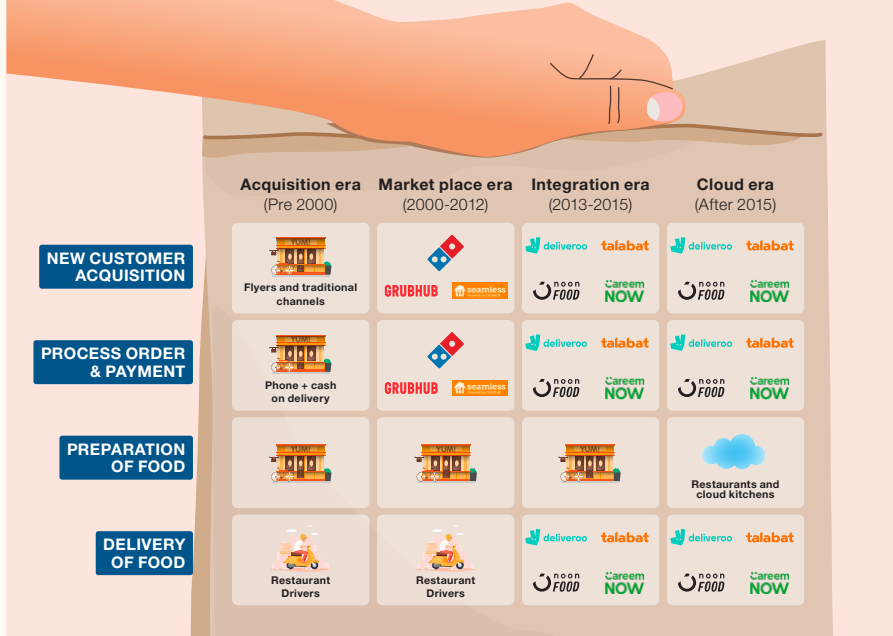 Acquisition era
(Pre 2000)
Market place era
(2000-2012)
Integration era
(2013-2015)
Cloud era
(After 2015)
NEW CUSTOMER
ACQUISITION
YUM!
Flyers and traditional
channels
GRUBHUB
seamless
deliveroo
talabat
noon
FOOD
Careem
NOW
deliveroo
talabat
noon
FOOD
Careem
NOW
PROCESS ORDER
& PAYMENT
YUM!
Phone + cash
on delivery
GRUBHUB
seamless
deliveroo
talabat
noon
FOOD
Careem
NOW
deliveroo
talabat
noon
FOOD
Careem
NOW
PREPARATION
OF FOOD
YUM!
YUM!
YUM!
Restaurants and
cloud kitchens
DELIVERY
OF FOOD
Restaurant
Drivers
Restaurant
Drivers
deliveroo
talabat
noon
FOOD
Careem
NOW
deliveroo
talabat
noon
FOOD
Careem
NOW